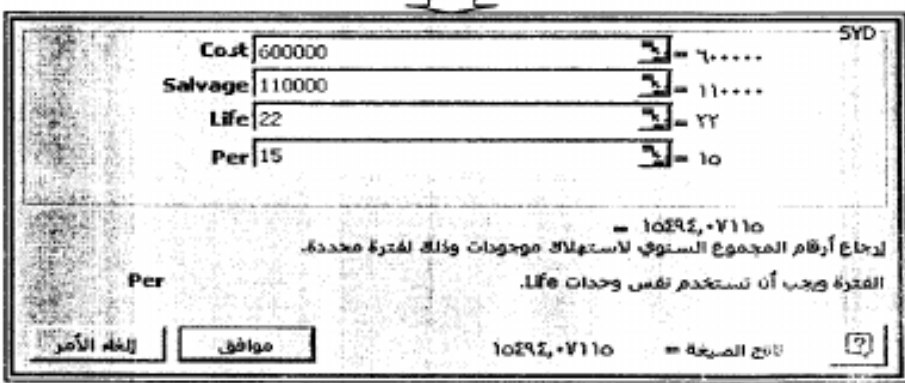 SYD
Cost 600000 = ٦٠٠٠٠٠
Salvage 110000 = ١١٠٠٠٠
Life 22 = ٢٢
Per 15 = ١٥
= ١٥٤٩٤,٠٧١١٥
إرجاع أرقام المجموع السنوي لاستهلاك موجودات وذلك لفترة محددة.
Per الفترة ويجب أن تستخدم نفس وحدات Life.
ناتج الصيغة = ١٥٤٩٤,٠٧١١٥ موافق إلغاء الأمر